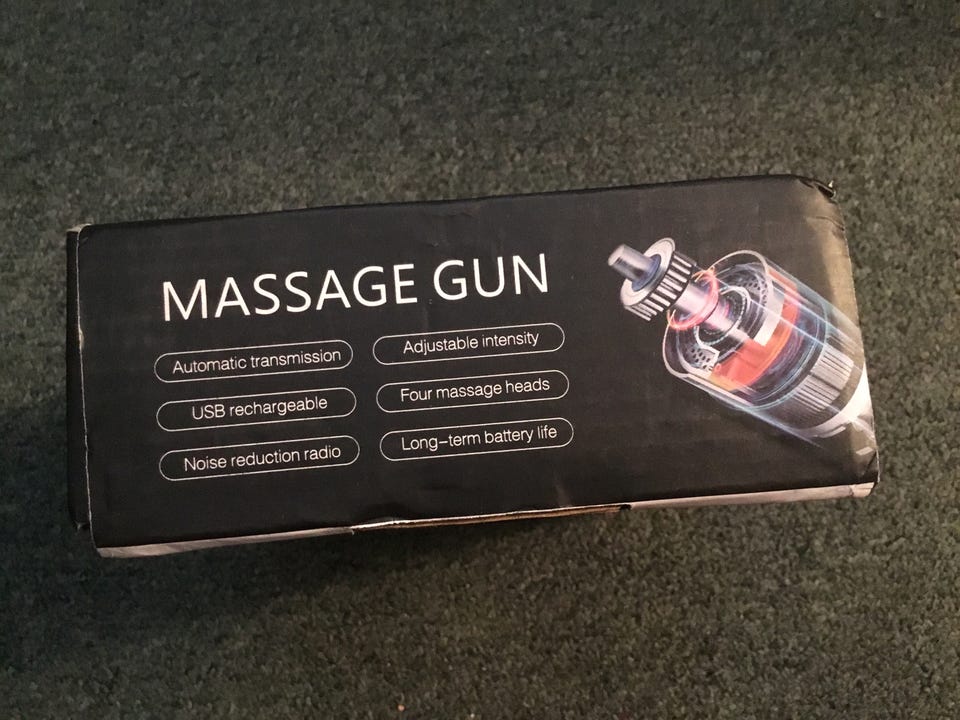 MASSAGE GUN
Automatic transmission
Adjustable intensity
USB rechargeable
Four massage heads
Noise reduction radio
Long-term battery life